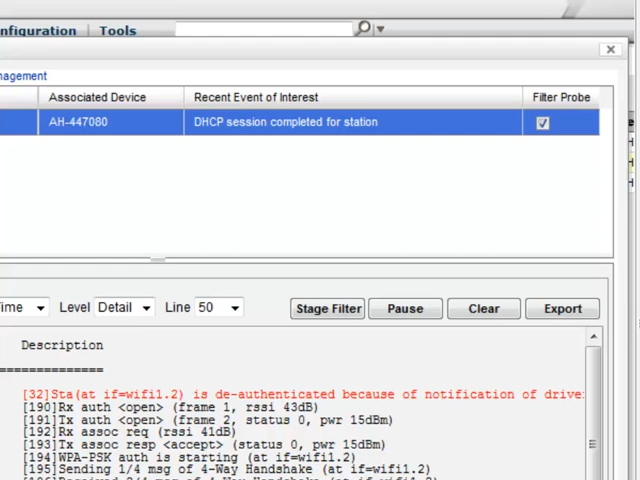 nfiguration Tools
nagement
Associated Device Recent Event of Interest Filter Probe
AH-447080 DHCP session completed for station
ime Level Detail Line 50 Stage Filter Pause Clear Export
Description
==============
[32]Sta(at if=wifi1.2) is de-authenticated because of notification of drive
[190]Rx auth <open> (frame 1, rssi 43dB)
[191]Tx auth <open> (frame 2, status 0, pwr 15dBm)
[192]Rx assoc req (rssi 41dB)
[193]Tx assoc resp <accept> (status 0, pwr 15dBm)
[194]WPA-PSK auth is starting (at if=wifi1.2)
[195]Sending 1/4 msg of 4-Way Handshake (at if=wifi1.2)